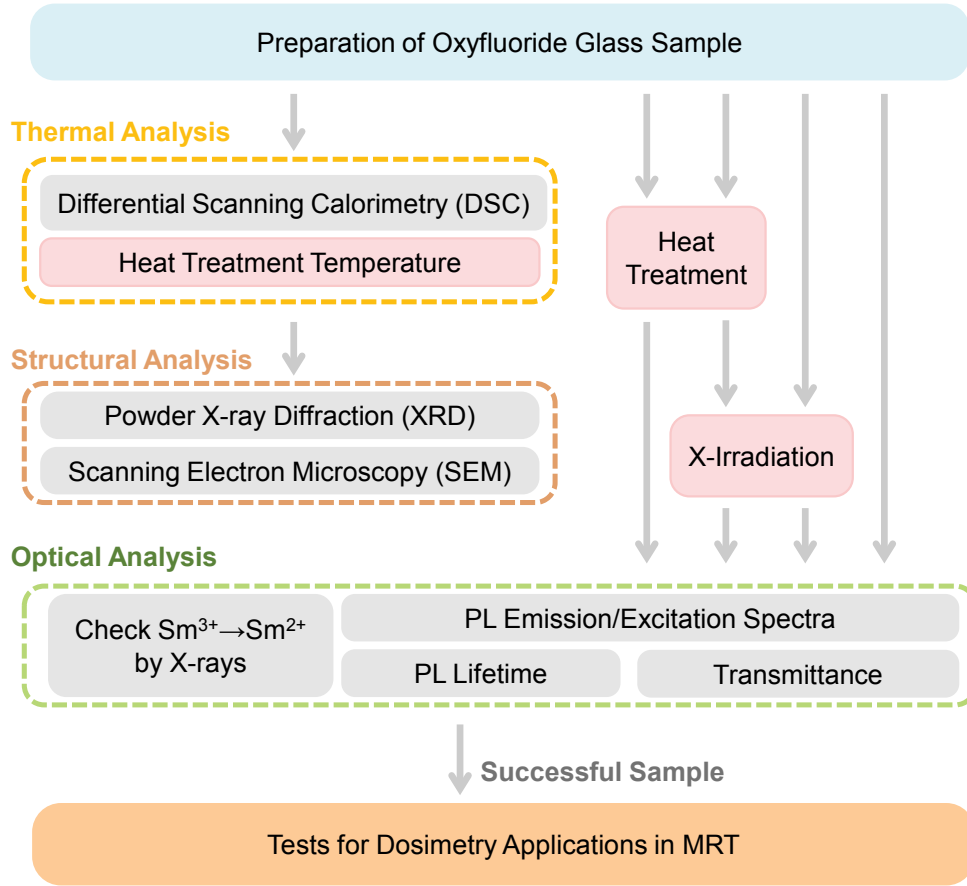 Preparation of Oxyfluoride Glass Sample
Thermal Analysis
Differential Scanning Calorimetry (DSC)
Heat Treatment Temperature
Heat
Treatment
Structural Analysis
Powder X-ray Diffraction (XRD)
Scanning Electron Microscopy (SEM)
X-Irradiation
Optical Analysis
Check Sm³⁺→Sm²⁺
by X-rays
PL Emission/Excitation Spectra
PL Lifetime
Transmittance
Successful Sample
Tests for Dosimetry Applications in MRT